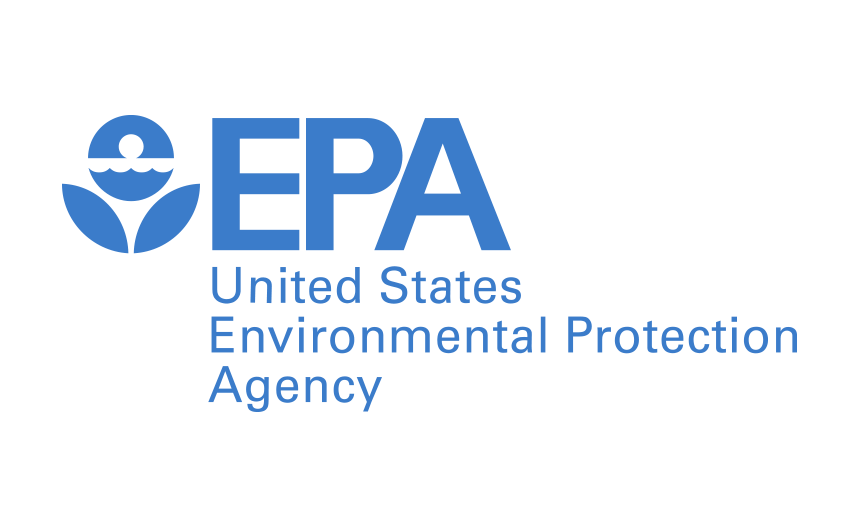 EPA
United States
Environmental Protection
Agency